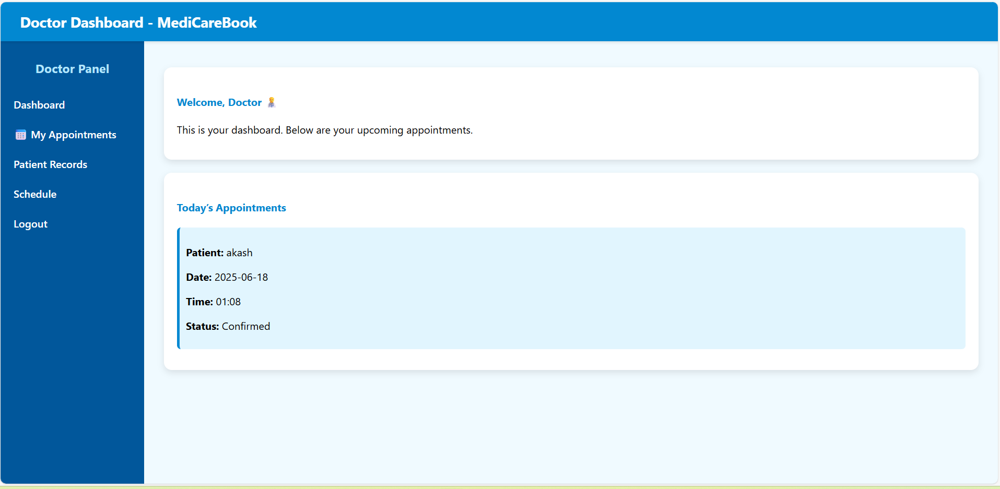 Doctor Dashboard - MediCareBook
Doctor Panel
Dashboard
My Appointments
Patient Records
Schedule
Logout
Welcome, Doctor
This is your dashboard. Below are your upcoming appointments.
Today’s Appointments
Patient: akash
Date: 2025-06-18
Time: 01:08
Status: Confirmed